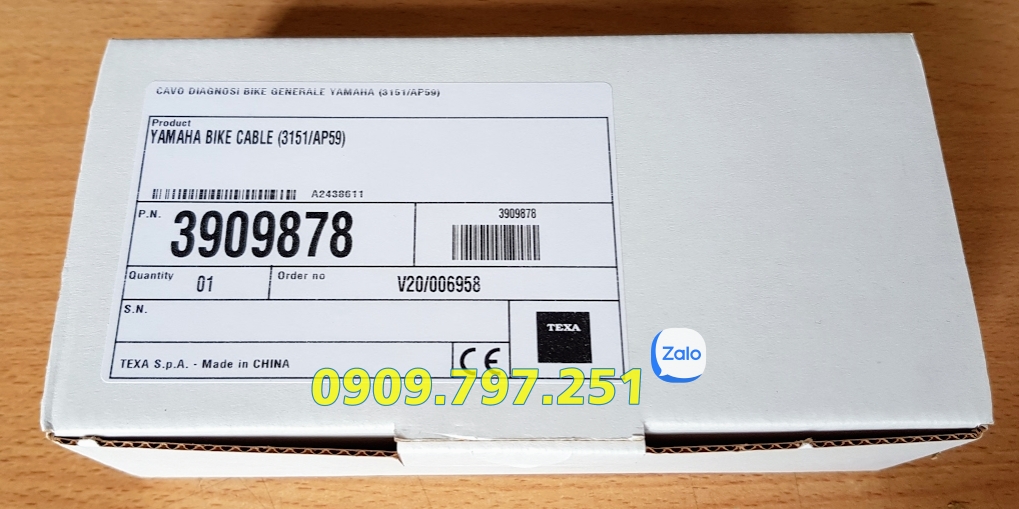 CAVO DIAGNOSI BIKE GENERALE YAMAHA (3151/AP59)
Product
YAMAHA BIKE CABLE (3151/AP59)
A2438611
P.N. 3909878
3909878
Quantity 01
Order no V20/006958
S.N.
TEXA
TEXA S.p.A. - Made in CHINA
CE
Zalo
0909.797.251